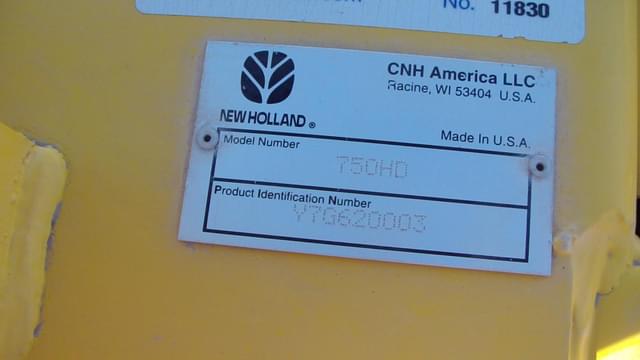 No. 11830
NEW HOLLAND ®
CNH America LLC
Racine, WI 53404 U.S.A.
Made In U.S.A.
Model Number
750HD
Product Identification Number
Y7G620003